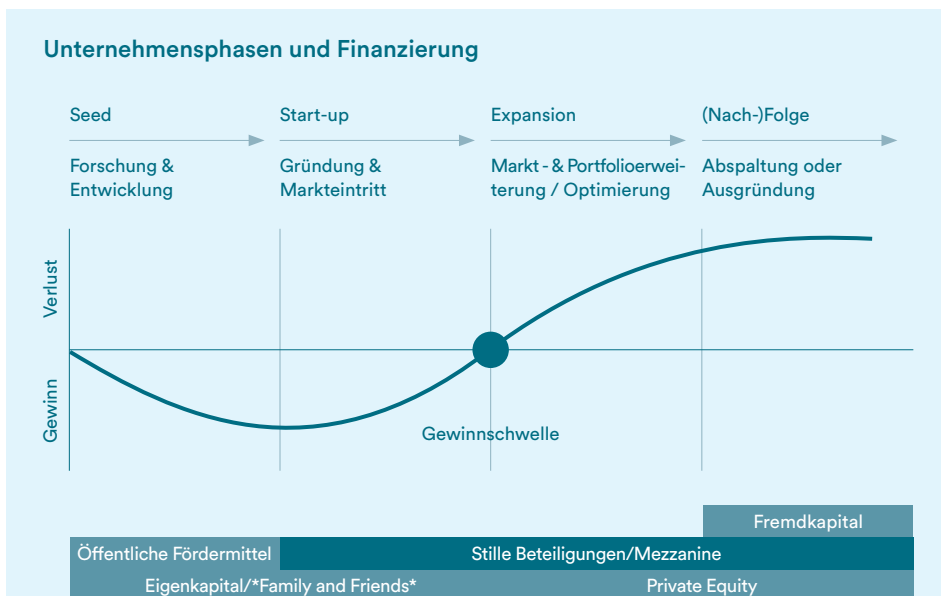 Unternehmensphasen und Finanzierung
Seed
Forschung &
Entwicklung
Start-up
Gründung &
Markteintritt
Expansion
Markt - & Portfolioerwei-
terung / Optimierung
(Nach-)Folge
Abspaltung oder
Ausgründung
Verlust
Gewinn
Gewinnschwelle
Fremdkapital
Öffentliche Fördermittel
Stille Beteiligungen/Mezzanine
Eigenkapital/*Family and Friends*
Private Equity